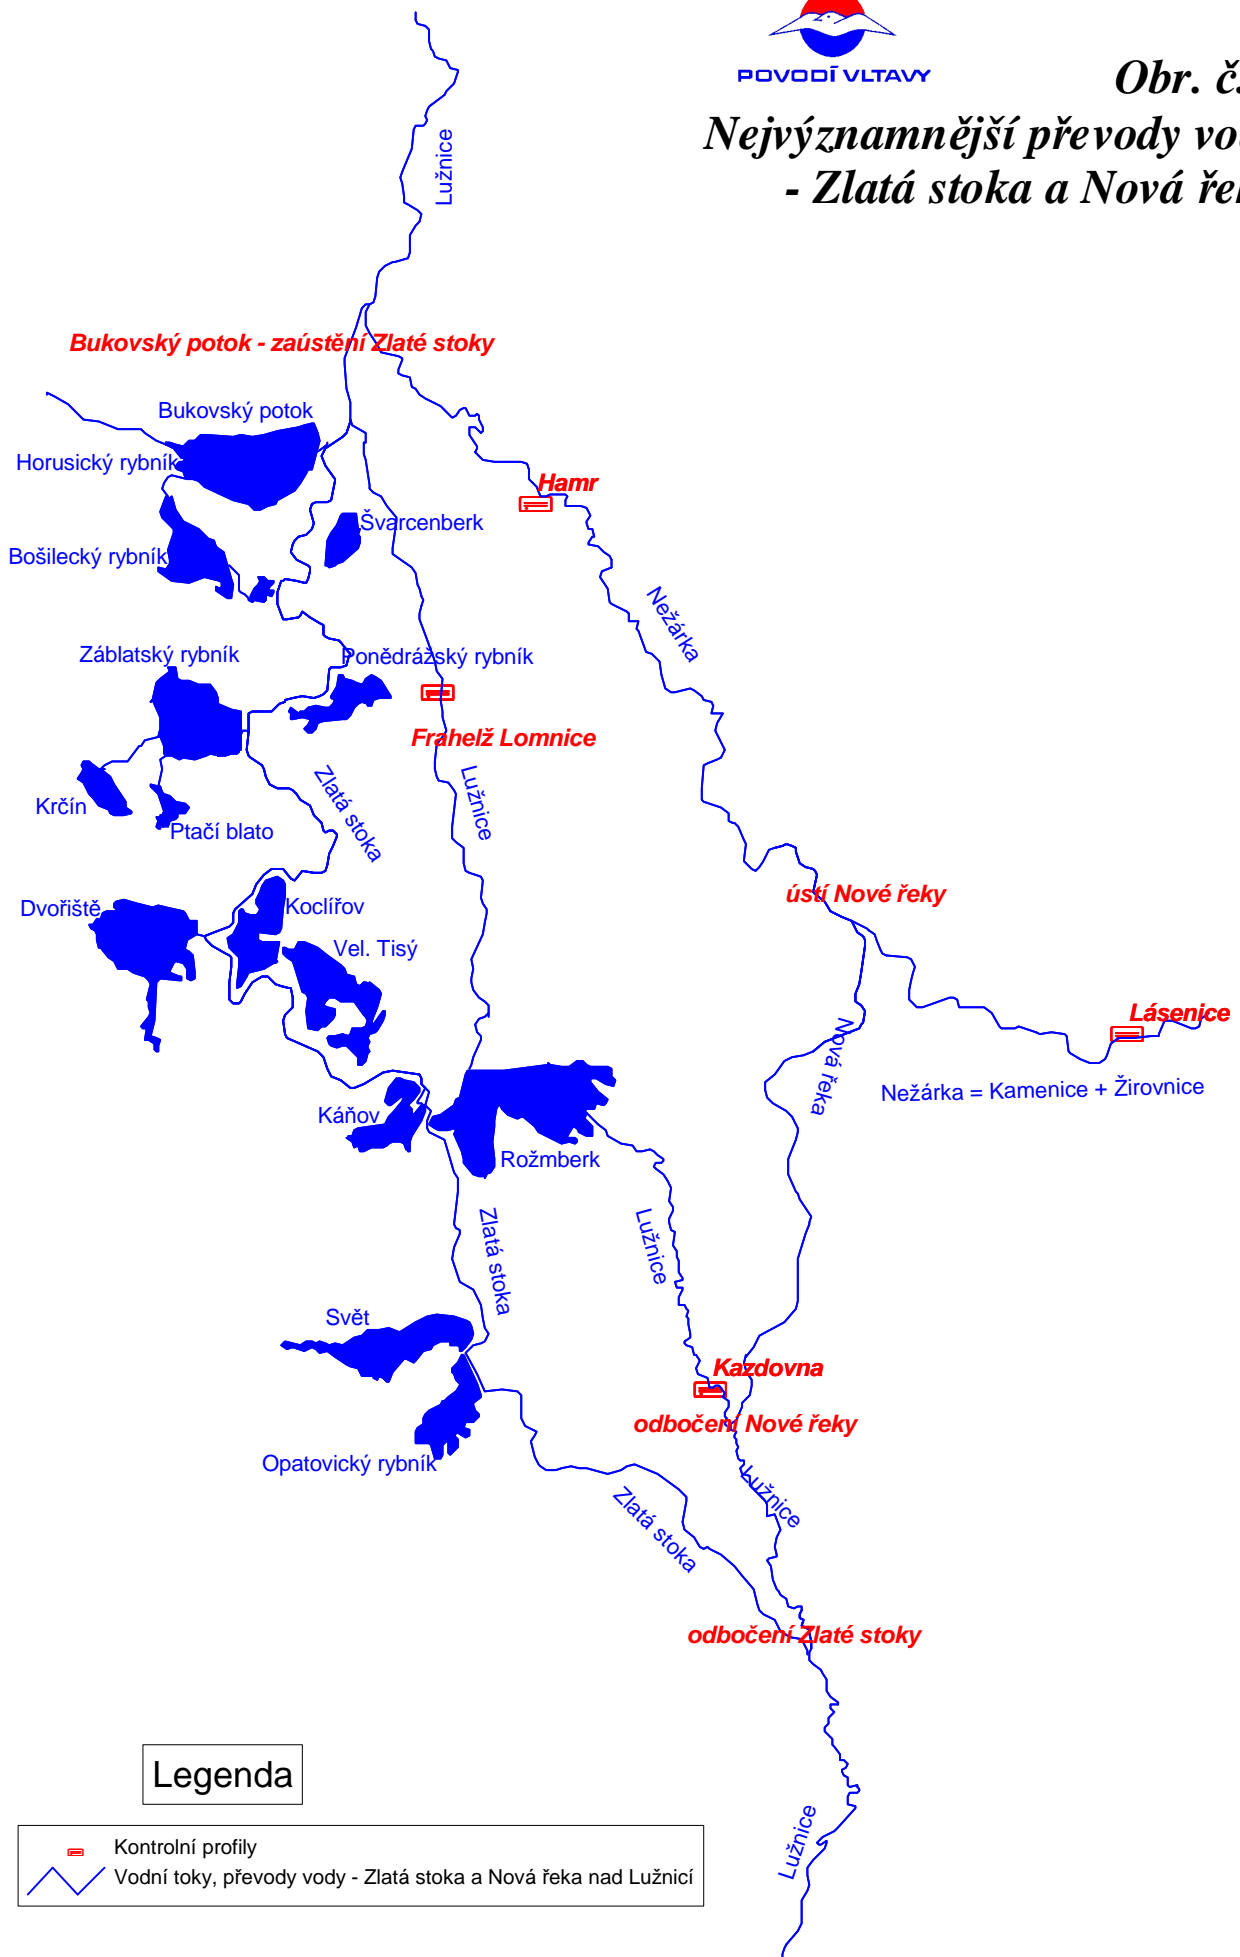 POVODÍ VLTAVY
Obr. č.
Nejvýznamnější převody
- Zlatá stoka a Nová
Lužnice
Bukovský potok - zaústění Zlaté stoky
Bukovský potok
Horusický rybník
Hamr
Švarcenberk
Bošilecký rybník
Nežárka
Záblatský rybník
Ponědrážský rybník
Frahelž Lomnice
Zlatá stoka
Lužnice
Krčín
Ptačí blato
ústí Nové řeky
Dvořiště
Koclířov
Vel. Tisý
Lásenice
Nová řeka
Nežárka = Kamenice + Žirovnice
Káňov
Rožmberk
Zlatá stoka
Lužnice
Svět
Kazdovna
odbočení Nové řeky
Opatovický rybník
Lužnice
Zlatá stoka
odbočení Zlaté stoky
Lužnice
Legenda
Kontrolní profily
Vodní toky, převody vody - Zlatá stoka a Nová řeka nad Lužnicí